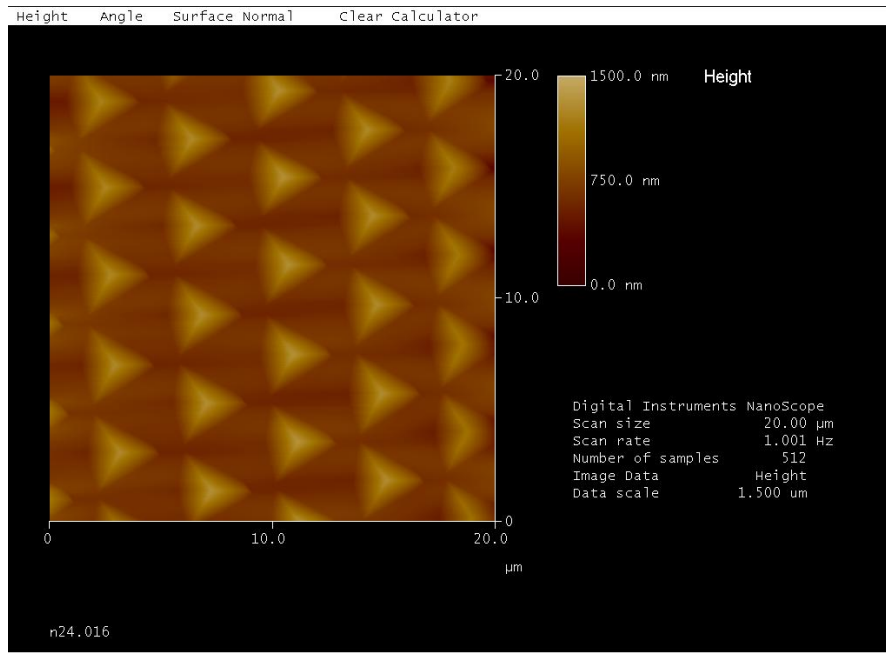 Height Angle Surface Normal Clear Calculator
20.0
1500.0 nm
Height
750.0 nm
10.0
0.0 nm
Digital Instruments NanoScope
Scan size 20.00 μm
Scan rate 1.001 Hz
Number of samples 512
Image Data Height
Data scale 1.500 um
0
0 10.0 20.0
μm
n24.016